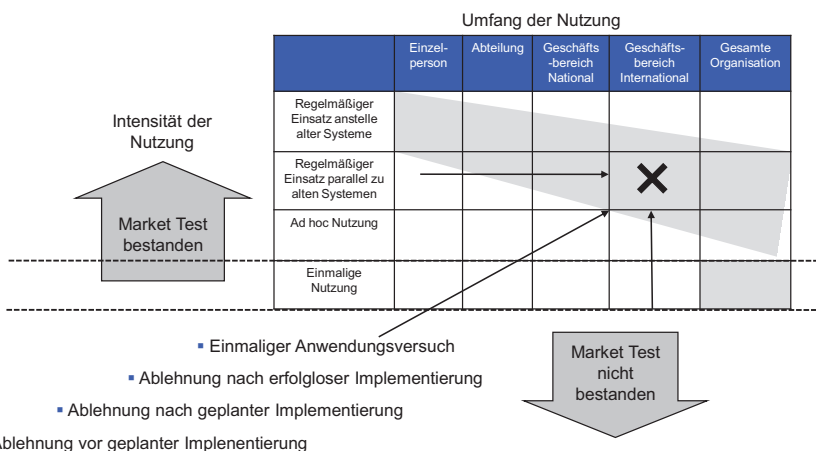 Umfang der Nutzung
Einzel-
person
Abteilung
Geschäfts
-bereich
National
Geschäfts-
bereich
International
Gesamte
Organisation
Intensität der
Nutzung
Regelmäßiger
Einsatz anstelle
alter Systeme
Regelmäßiger
Einsatz parallel zu
alten Systemen
Market Test
bestanden
Ad hoc Nutzung
Einmalige
Nutzung
▪ Einmaliger Anwendungsversuch
▪ Ablehnung nach erfolgloser Implementierung
▪ Ablehnung nach geplanter Implementierung
Ablehnung vor geplanter Implenentierung
Market Test
nicht
bestanden